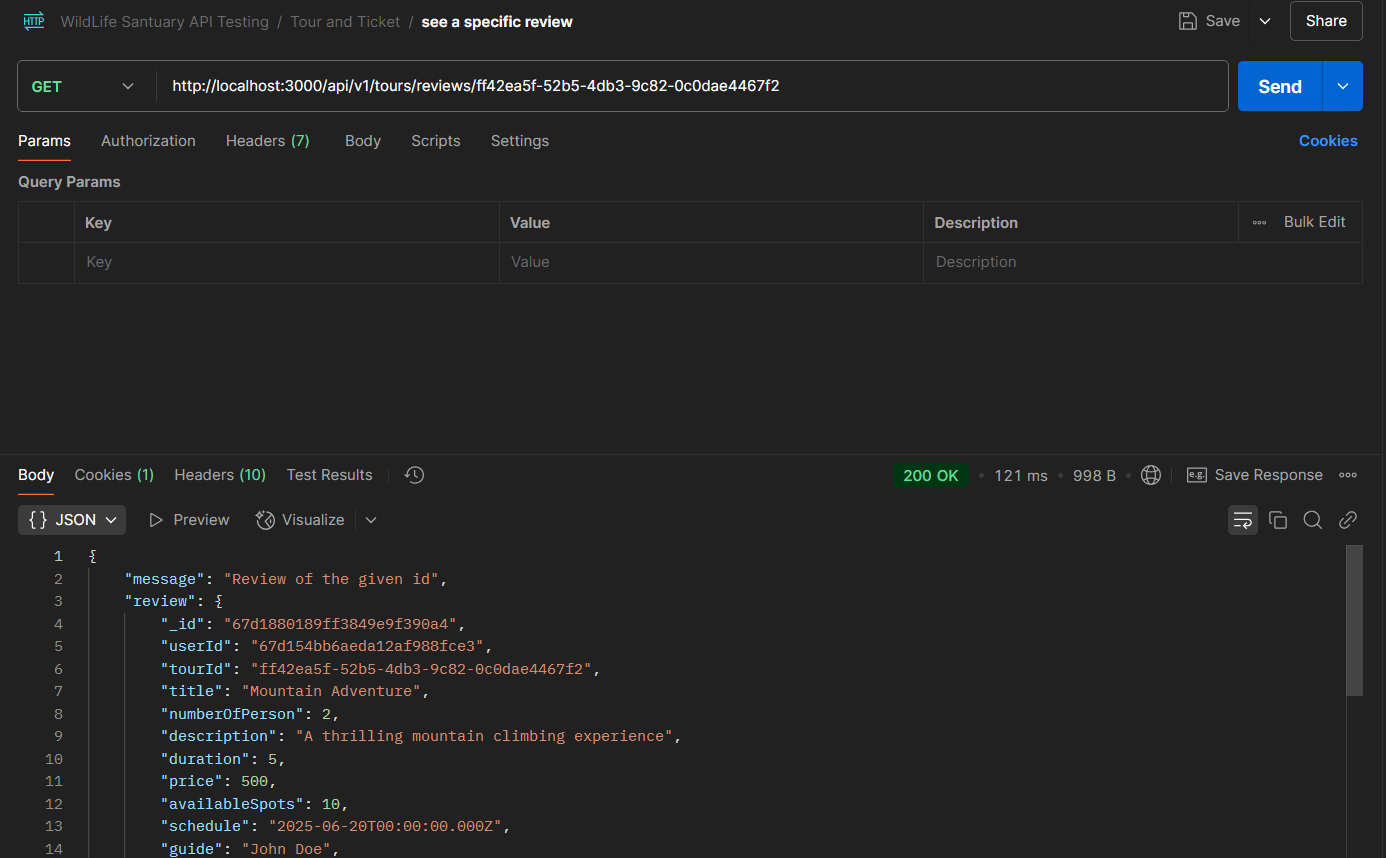 HTTP WildLife Santuary API Testing / Tour and Ticket / see a specific review Save Share
GET http://localhost:3000/api/v1/tours/reviews/ff42ea5f-52b5-4db3-9c82-0c0dae4467f2 Send
Params Authorization Headers (7) Body Scripts Settings Cookies
Query Params
Key Value Description Bulk Edit
Key Value Description
Body Cookies (1) Headers (10) Test Results 200 OK • 121 ms • 998 B • e.g. Save Response
{} JSON Preview Visualize
1 {
2 "message": "Review of the given id",
3 "review": {
4 "_id": "67d1880189ff3849e9f390a4",
5 "userId": "67d154bb6aeda12af988fce3",
6 "tourId": "ff42ea5f-52b5-4db3-9c82-0c0dae4467f2",
7 "title": "Mountain Adventure",
8 "numberOfPerson": 2,
9 "description": "A thrilling mountain climbing experience",
10 "duration": 5,
11 "price": 500,
12 "availableSpots": 10,
13 "schedule": "2025-06-20T00:00:00.000Z",
14 "guide": "John Doe",